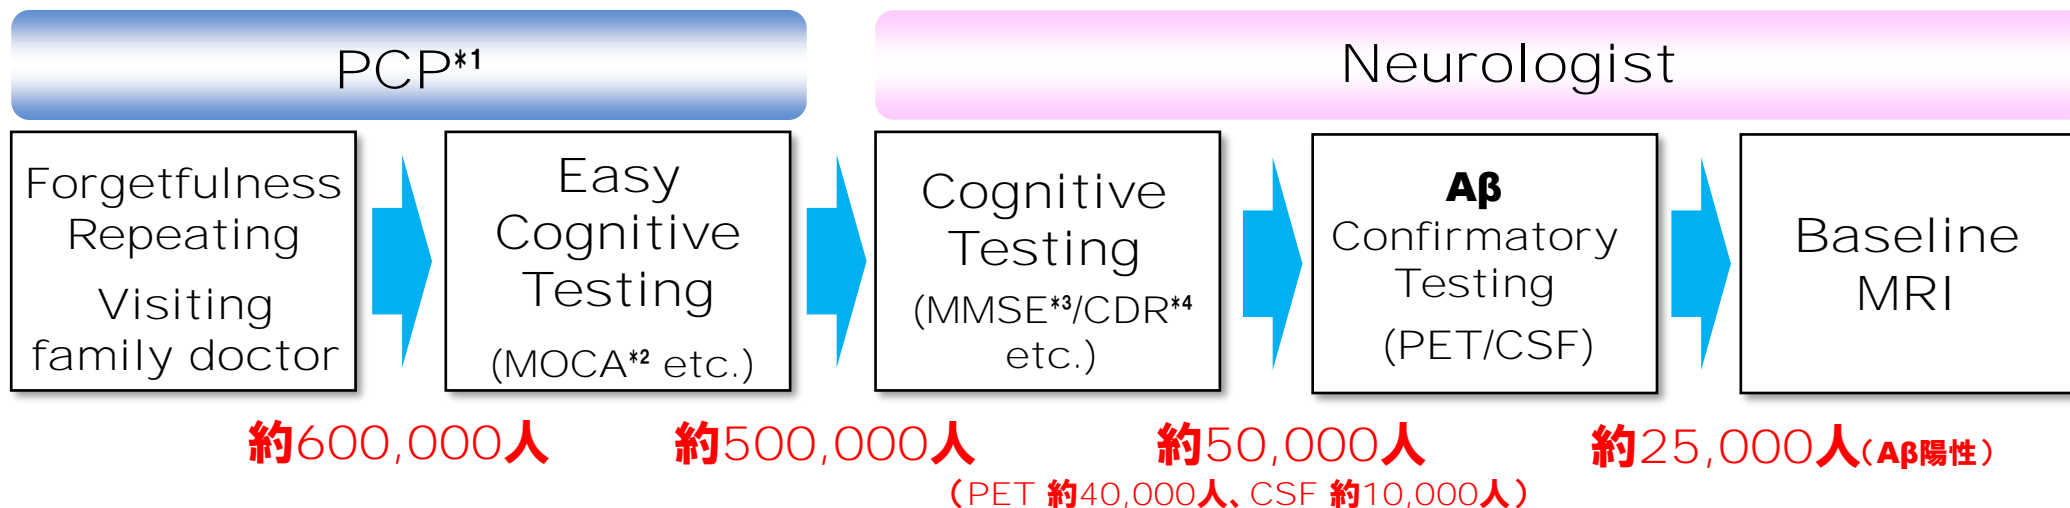 PCP*1
Neurologist
Forgetfulness
Repeating
Visiting
family doctor
Easy
Cognitive
Testing
(MOCA*2 etc.)
Cognitive
Testing
(MMSE*3/CDR*4
etc.)
Aβ
Confirmatory
Testing
(PET/CSF)
Baseline
MRI
約600,000人
約500,000人
約50,000人
約25,000人(Aβ陽性)
(PET 約40,000人、CSF 約10,000人)